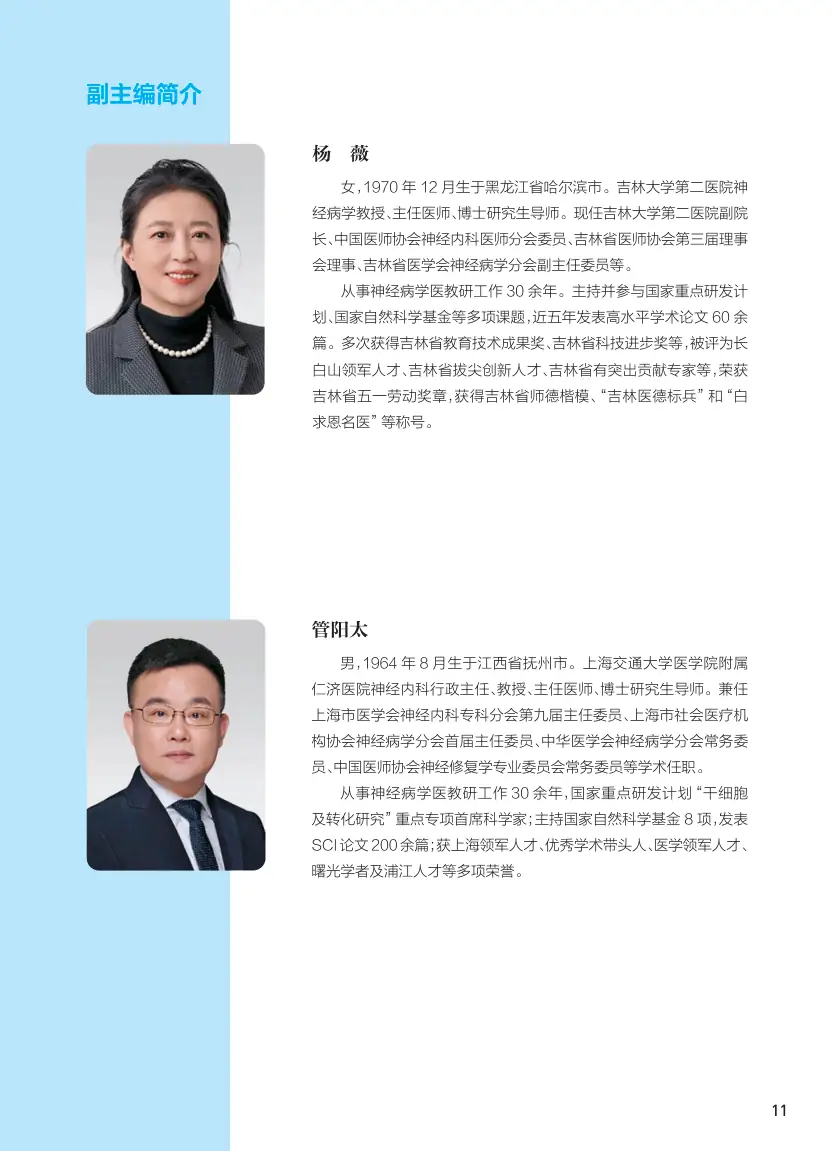 副主编简介
杨 薇
女，1970 年 12 月生于黑龙江省哈尔滨市。吉林大学第二医院神
经病学教授、主任医师、博士研究生导师。现任吉林大学第二医院副院
长、中国医师协会神经内科医师分会委员、吉林省医师协会第三届理事
会理事、吉林省医学会神经病学分会副主任委员等。
从事神经病学医教研工作 30 余年。主持并参与国家重点研发计
划、国家自然科学基金等多项课题，近五年发表高水平学术论文 60 余
篇。多次获得吉林省教育技术成果奖、吉林省科技进步奖等，被评为长
白山领军人才、吉林省拔尖创新人才、吉林省有突出贡献专家等，荣获
吉林省五一劳动奖章，获得吉林省师德楷模、“吉林医德标兵”和“白
求恩名医”等称号。
管阳太
男，1964 年 8 月生于江西省抚州市。上海交通大学医学院附属
仁济医院神经内科行政主任、教授、主任医师、博士研究生导师。兼任
上海市医学会神经内科专科分会第九届主任委员、上海市社会医疗机
构协会神经病学分会首届主任委员、中华医学会神经病学分会常务委
员、中国医师协会神经修复学专业委员会常务委员等学术任职。
从事神经病学医教研工作 30 余年，国家重点研发计划“干细胞
及转化研究”重点专项首席科学家；主持国家自然科学基金 8 项，发表
SCI 论文 200 余篇；获上海领军人才、优秀学术带头人、医学领军人才、
曙光学者及浦江人才等多项荣誉。
11